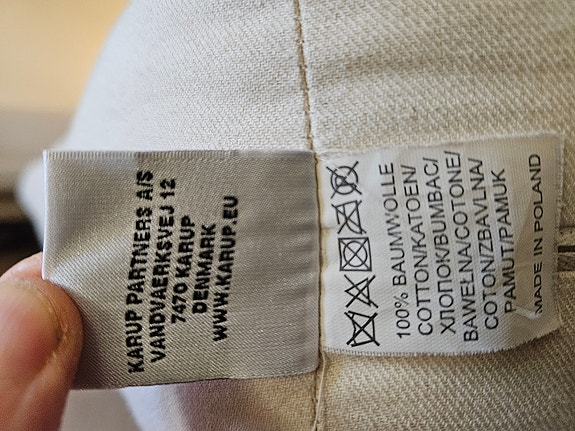 KARUP PARTNERS A/S
VANDVAERKSVEJ 12
7470 KARUP
DENMARK
WWW.KARUP.EU
100% BAUMWOLLE
COTTON/KATOEN/
ХЛОПОК/BUMBAC/
BAWEŁNA/COTONE/
COTON/ZBAVLNA/
PAMUT/PAMUK
MADE IN POLAND